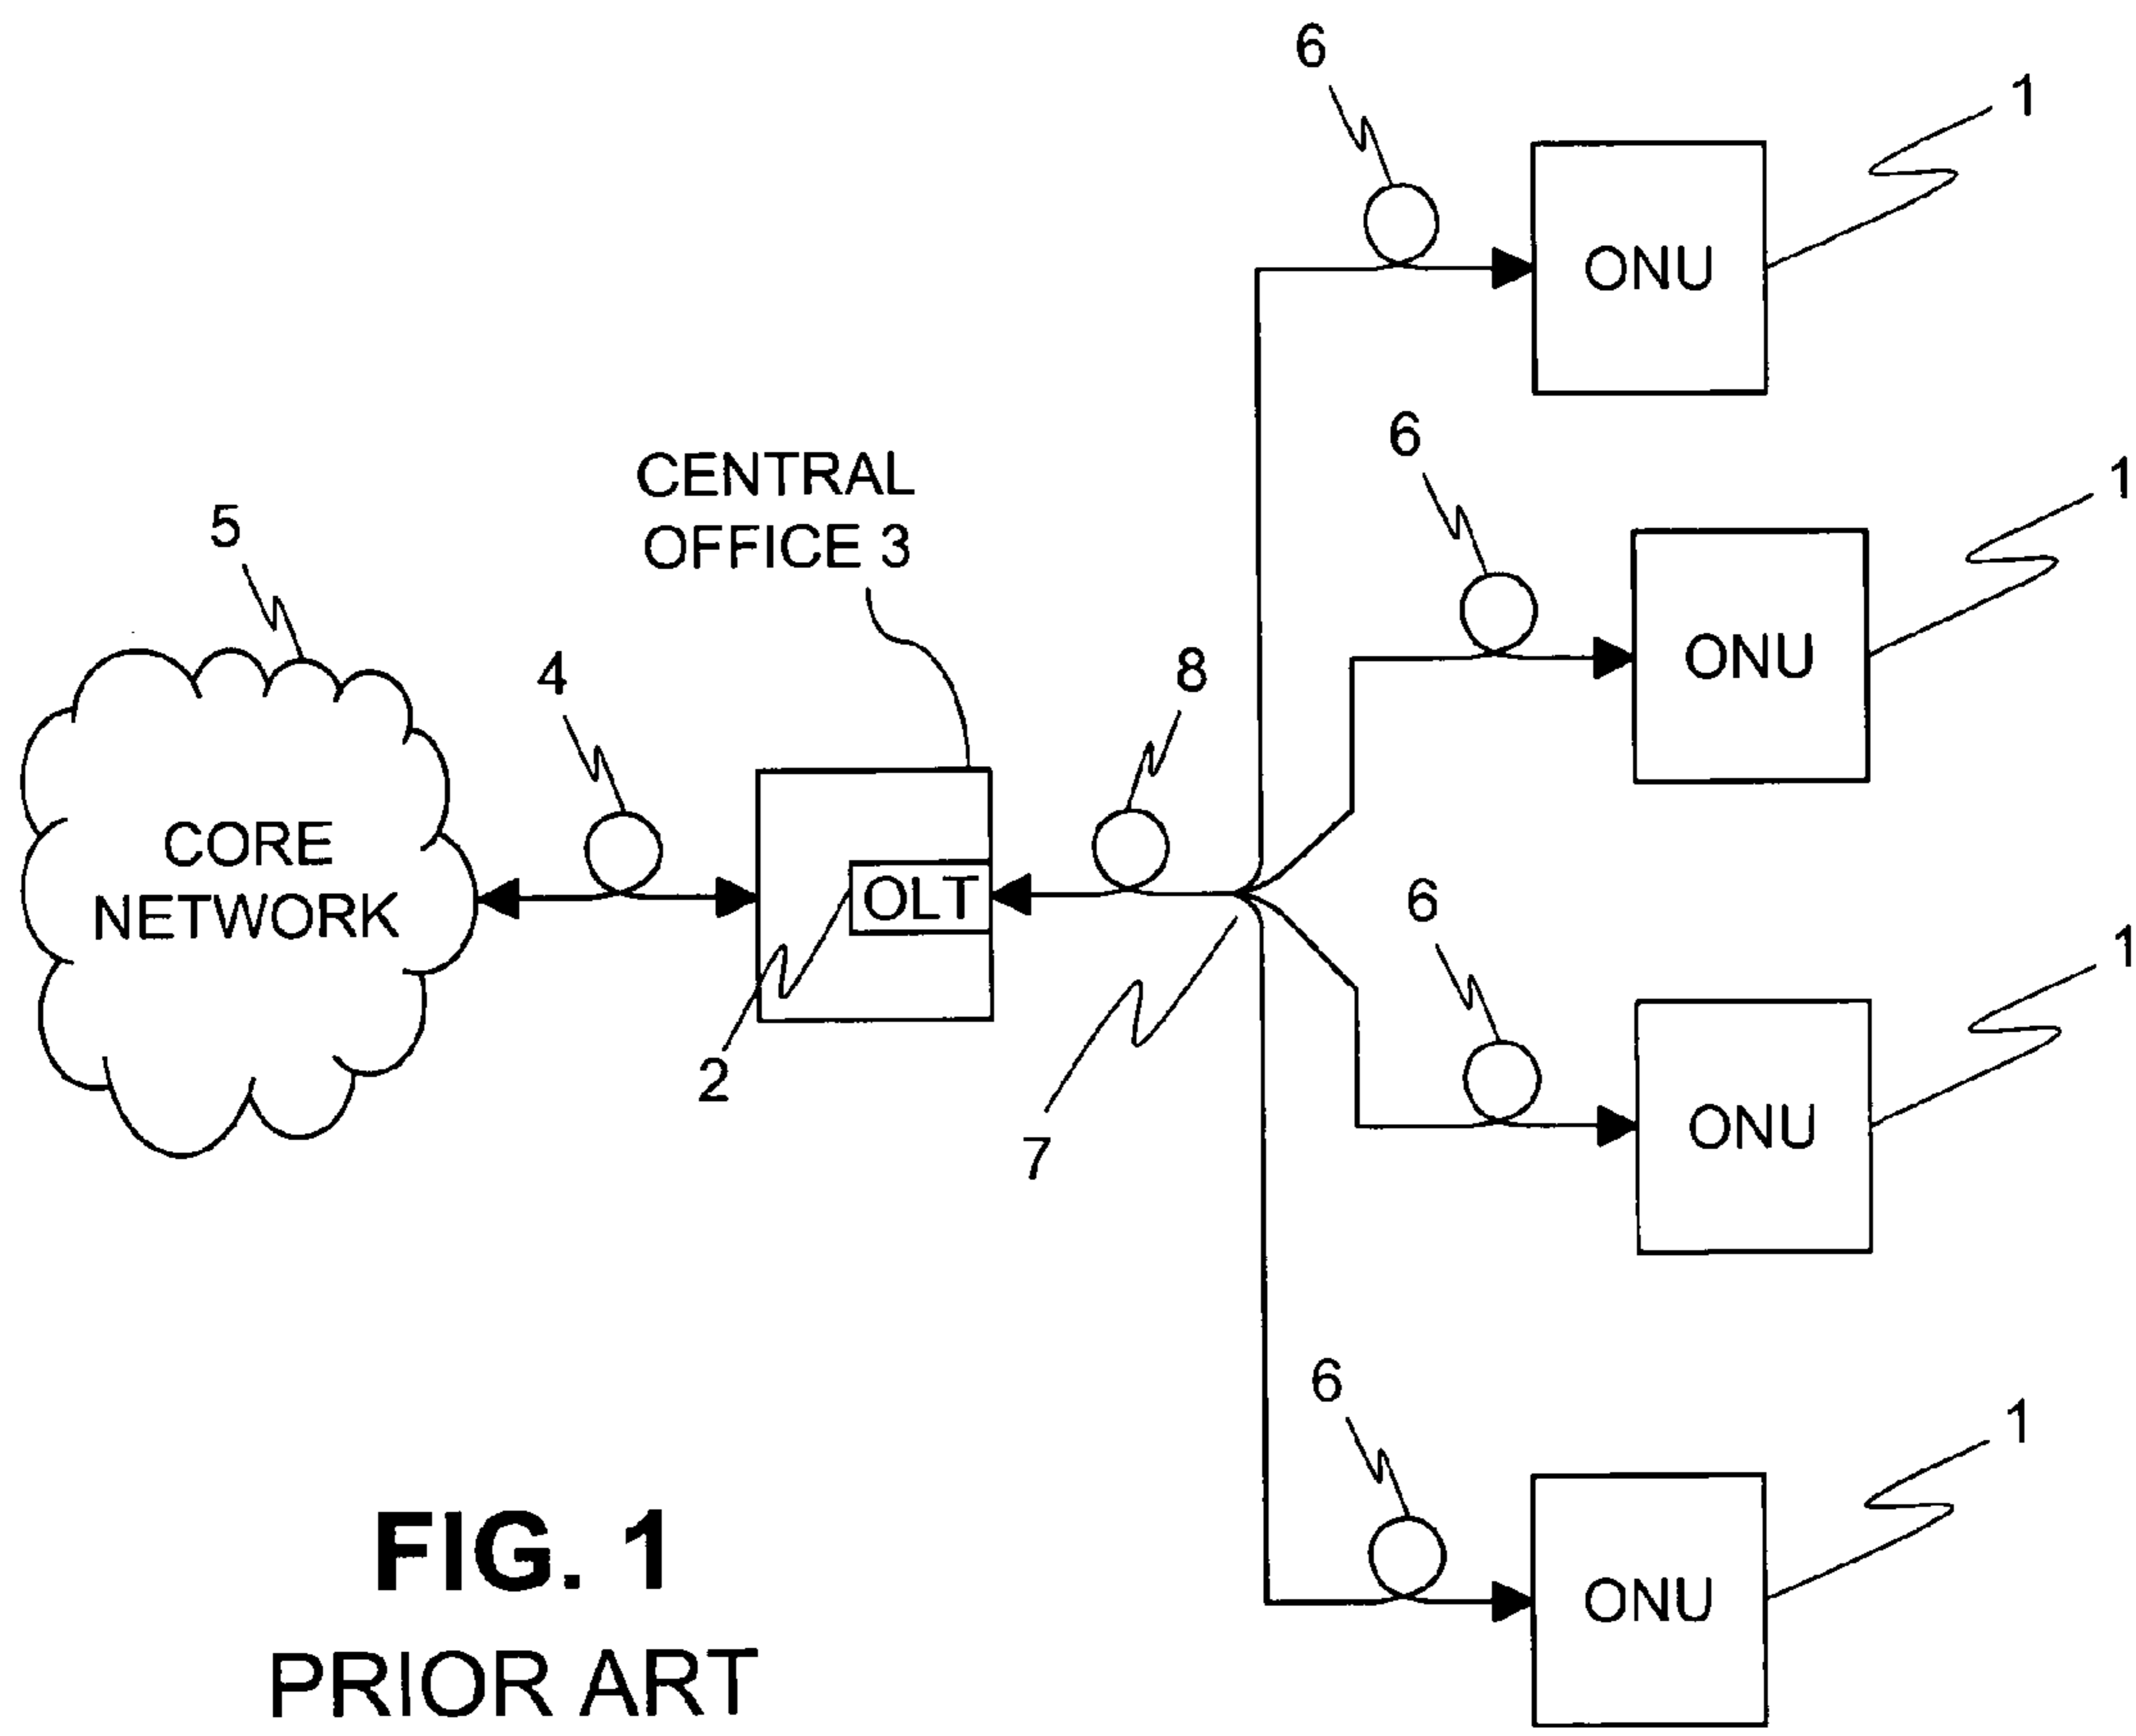 6
1
ONU
6
1
ONU
CENTRAL
OFFICE 3
5
4
8
CORE
NETWORK
OLT
2
7
6
1
ONU
6
1
ONU
FIG. 1
PRIOR ART